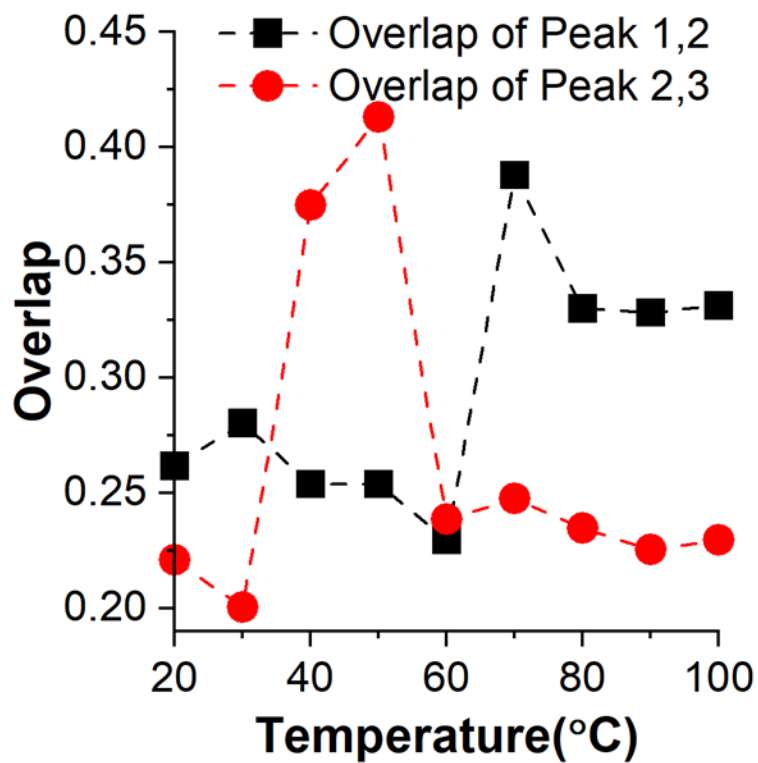 Overlap of Peak 1,2
Overlap of Peak 2,3
0.45
0.40
0.35
0.30
0.25
0.20
Overlap
20 40 60 80 100
Temperature(°C)